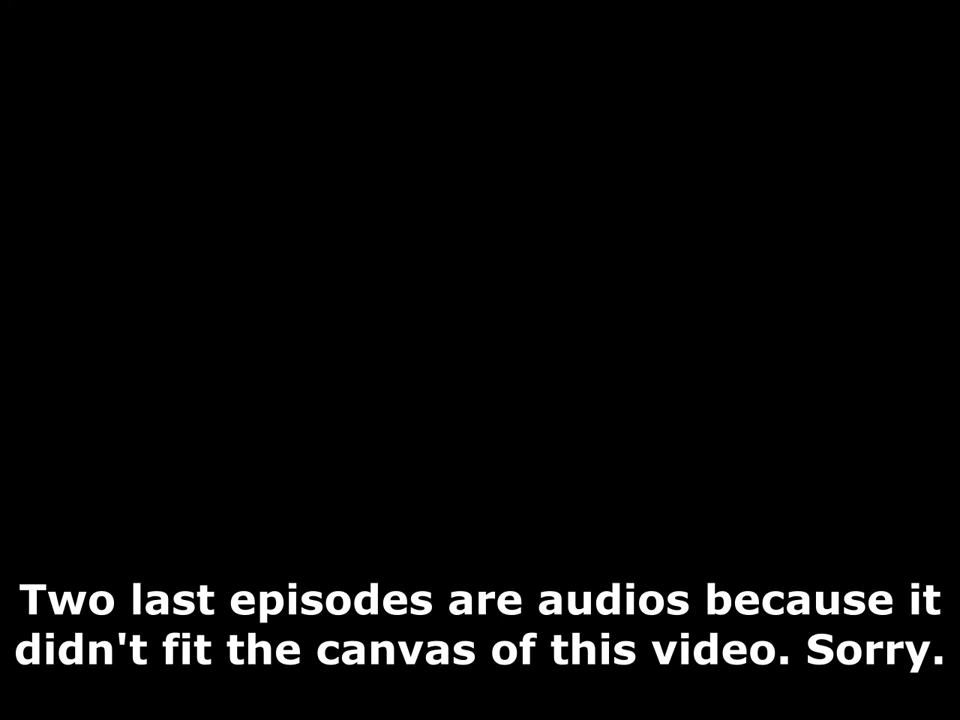 Two last episodes are audios because it
didn't fit the canvas of this video. Sorry.